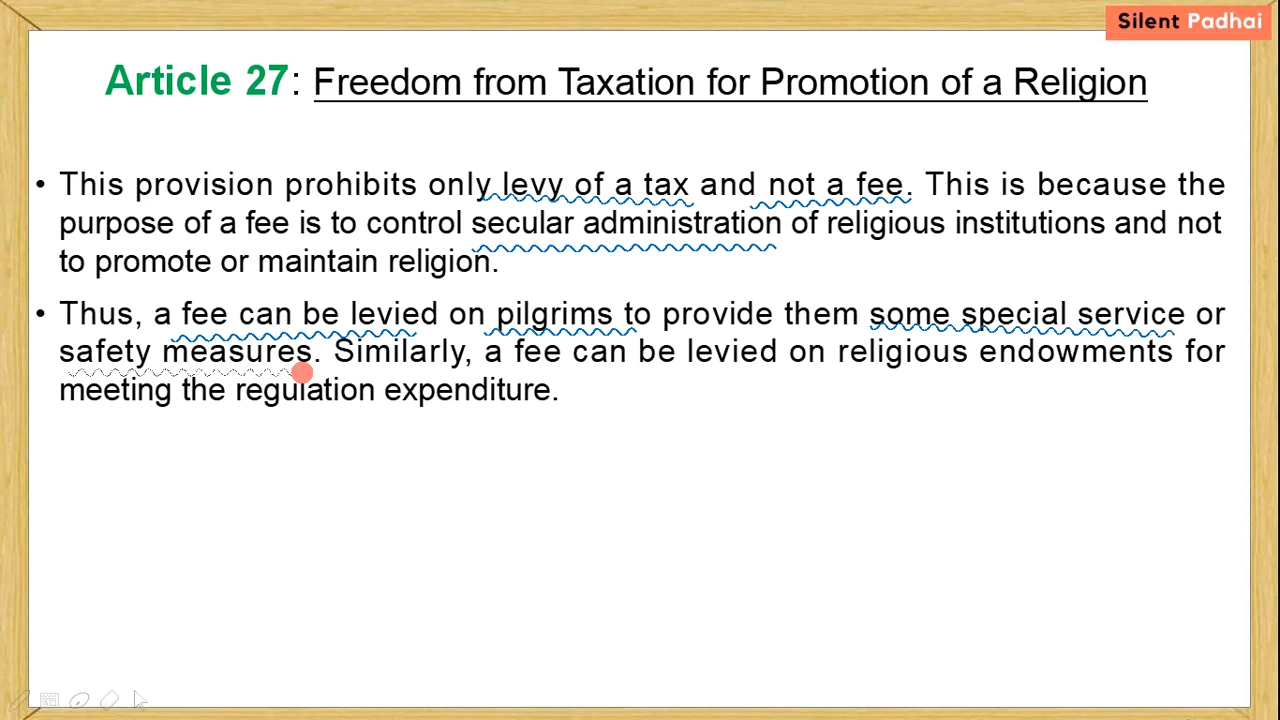 Silent Padhai
Article 27: Freedom from Taxation for Promotion of a Religion
• This provision prohibits only levy of a tax and not a fee. This is because the
purpose of a fee is to control secular administration of religious institutions and not
to promote or maintain religion.
• Thus, a fee can be levied on pilgrims to provide them some special service or
safety measures. Similarly, a fee can be levied on religious endowments for
meeting the regulation expenditure.